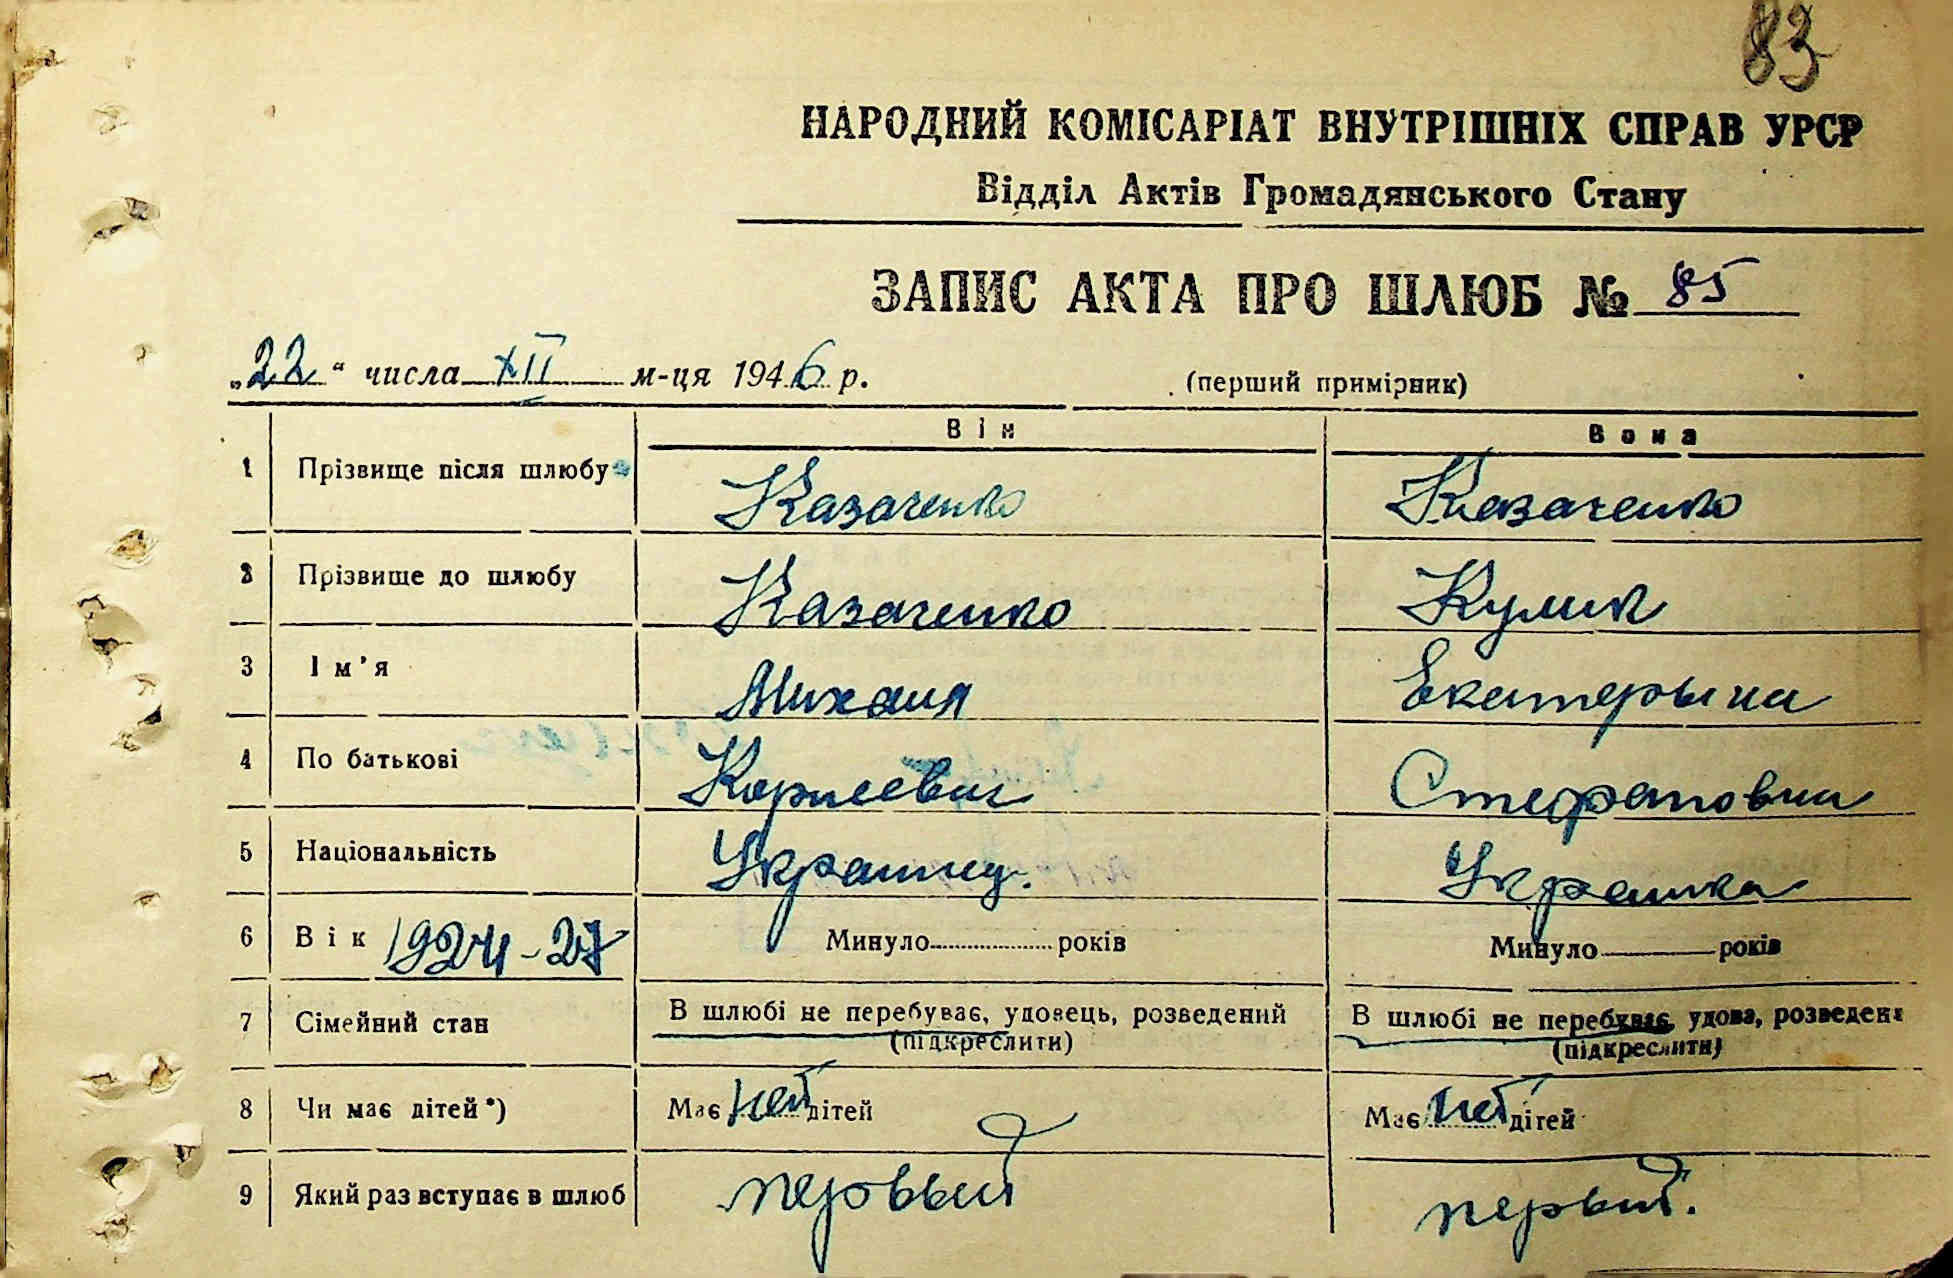 83
НАРОДНИЙ КОМІСАРІАТ ВНУТРІШНІХ СПРАВ УРСР
Відділ Актів Громадянського Стану
ЗАПИС АКТА ПРО ШЛЮБ № 85
„22“ числа XII м-ця 1946 р. (перший примірник)
Він Вона
1 Прізвище після шлюбу Казаченко Казаченко
2 Прізвище до шлюбу Казаченко Кулик
3 Ім'я Михаил Екатерына
4 По батькові
5 Національність Украинец. Украинка
6 Вік 1924-27 Минуло років Минуло років
7 Сімейний стан В шлюбі не перебуває, удовець, розведений В шлюбі не перебуває, удова, розведена
(підкреслити) (підкреслити)
8 Чи має дітей*) Має нет дітей Має нет дітей
9 Який раз вступає в шлюб первый первый.